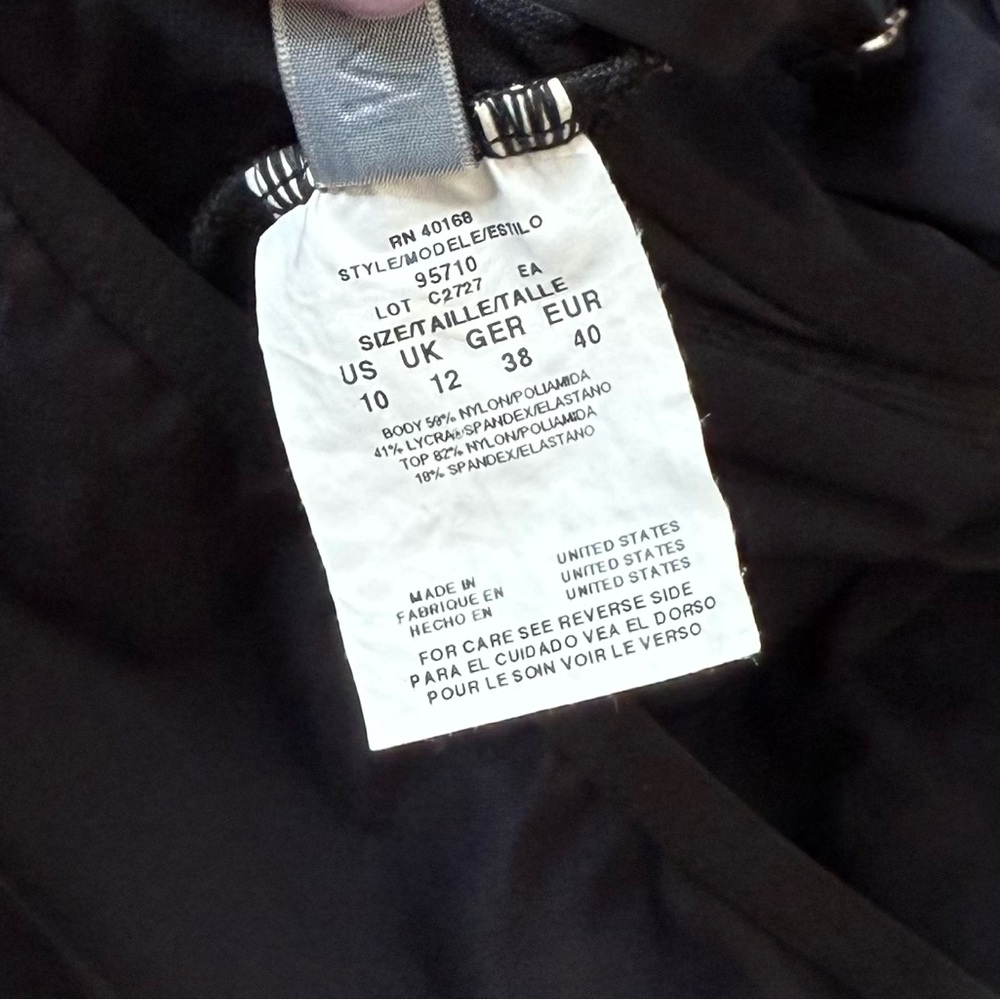 RN 40168
STYLE/MODELE/ESTILO
95710
LOT C2727 EA
SIZE/TAILLE/TALLE
US UK GER EUR
10 12 38 40
BODY 59% NYLON/POLIAMIDA
41% LYCRA®/SPANDEX/ELASTANO
TOP 82% NYLON/POLIAMIDA
18% SPANDEX/ELASTANO
MADE IN UNITED STATES
FABRIQUE EN UNITED STATES
HECHO EN UNITED STATES
FOR CARE SEE REVERSE SIDE
PARA EL CUIDADO VEA EL DORSO
POUR LE SOIN VOIR LE VERSO